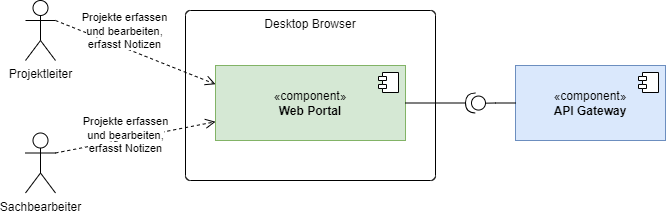 Projekte erfassen
und bearbeiten,
erfasst Notizen
Projektleiter
Desktop Browser
«component»
Web Portal
«component»
API Gateway
Projekte erfassen
und bearbeiten,
erfasst Notizen
Sachbearbeiter